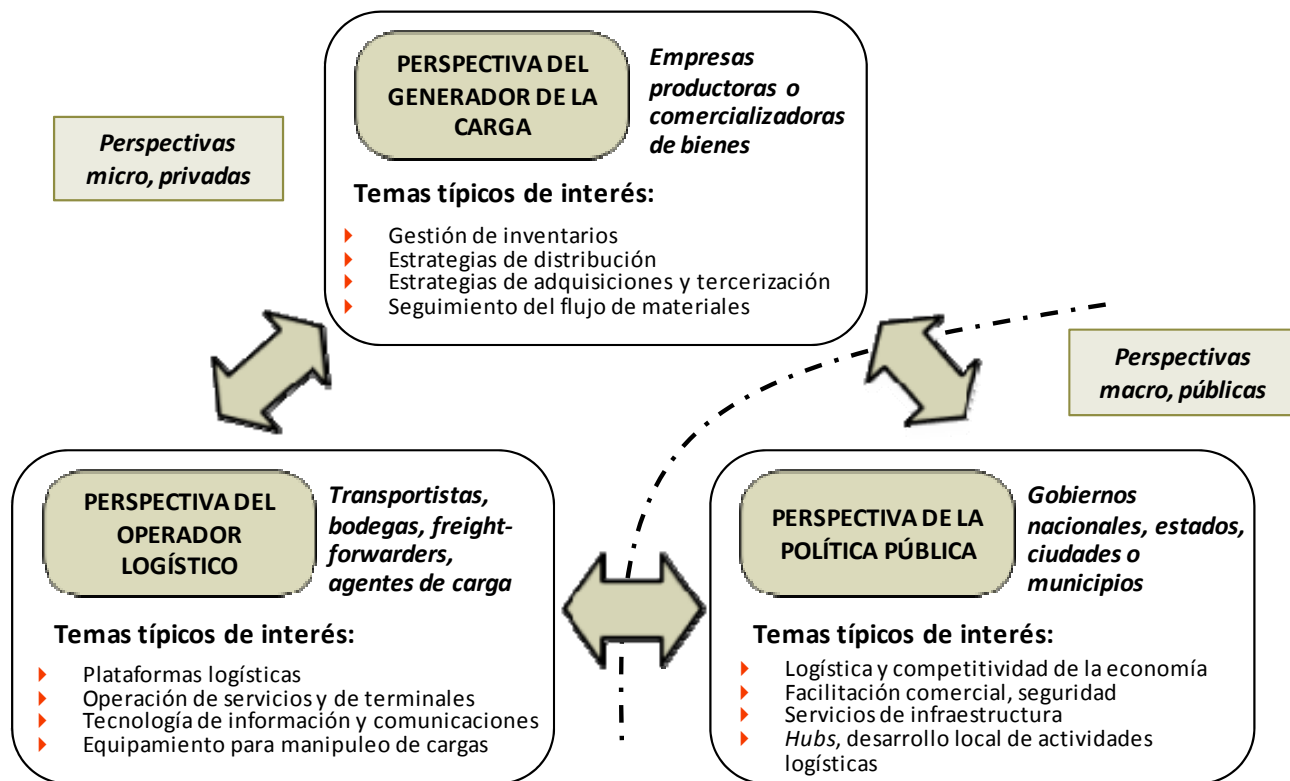 PERSPECTIVA DEL
GENERADOR DE LA
CARGA
Empresas
productoras o
comercializadoras
de bienes
Perspectivas
micro, privadas
Temas típicos de interés:
Gestión de inventarios
Estrategias de distribución
Estrategias de adquisiciones y tercerización
Seguimiento del flujo de materiales
Perspectivas
macro, públicas
PERSPECTIVA DEL
OPERADOR
LOGÍSTICO
Transportistas,
bodegas, freight-
forwarders,
agentes de carga
Temas típicos de interés:
Plataformas logísticas
Operación de servicios y de terminales
Tecnología de información y comunicaciones
Equipamiento para manipuleo de cargas
PERSPECTIVA DE LA
POLÍTICA PÚBLICA
Gobiernos
nacionales, estados,
ciudades o
municipios
Temas típicos de interés:
Logística y competitividad de la economía
Facilitación comercial, seguridad
Servicios de infraestructura
Hubs, desarrollo local de actividades
logísticas